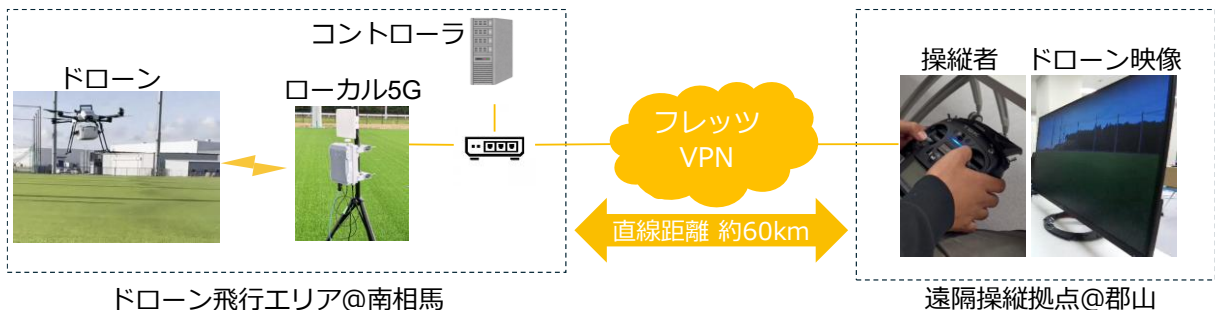 コントローラ
ドローン
ローカル5G
フレッツ
VPN
操縦者
ドローン映像
直線距離 約60km
ドローン飛行エリア@南相馬
遠隔操縦拠点@郡山